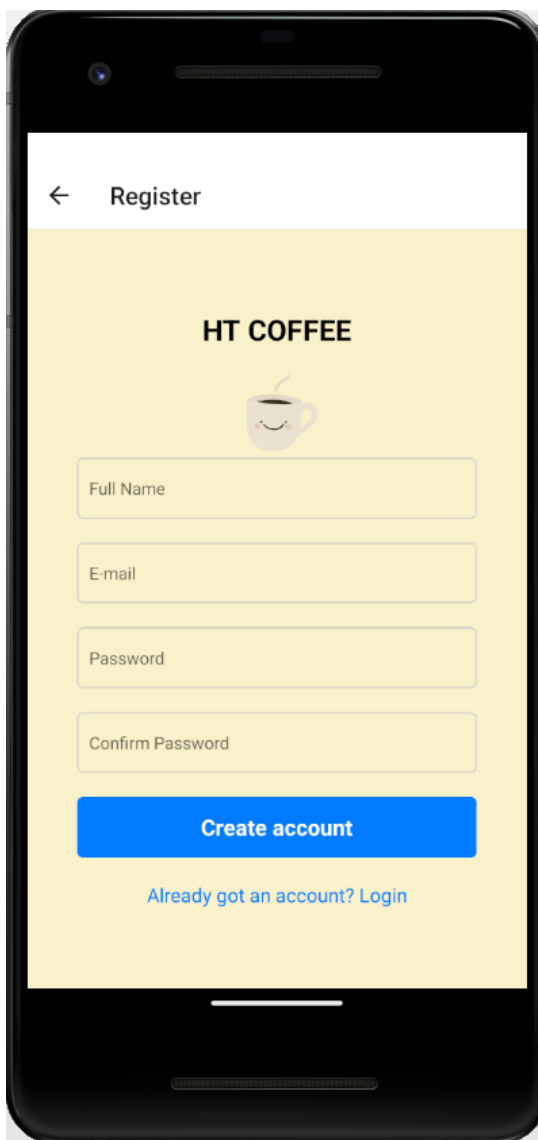 Register
HT COFFEE
Full Name
E-mail
Password
Confirm Password
Create account
Already got an account? Login